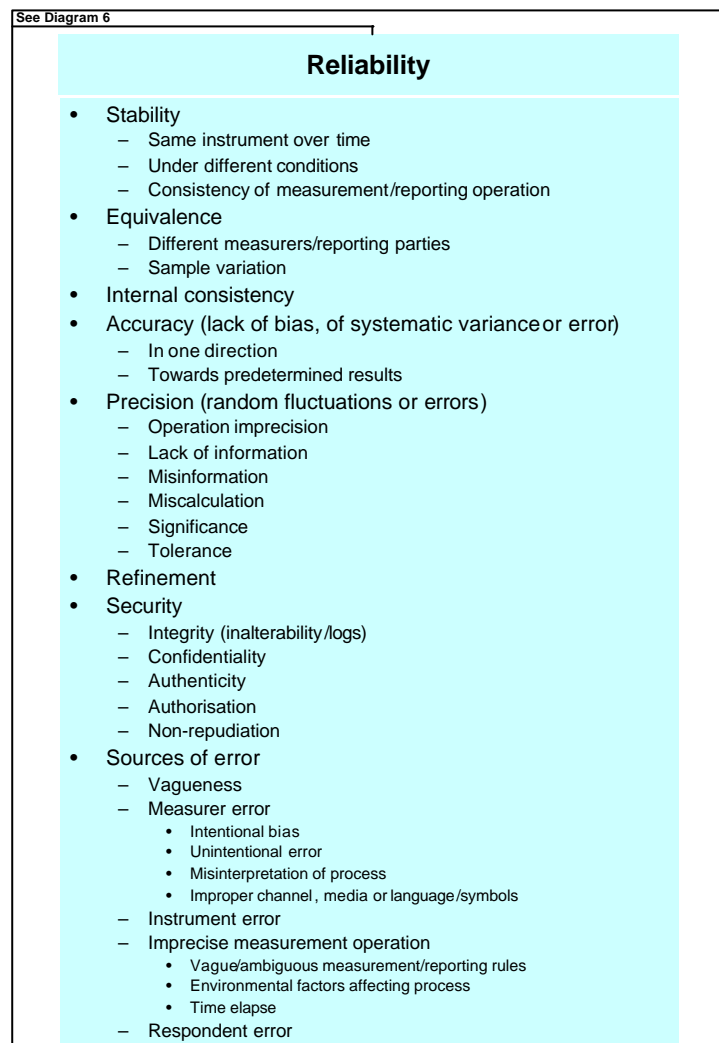 See Diagram 6
Reliability
• Stability
– Same instrument over time
– Under different conditions
– Consistency of measurement/reporting operation
• Equivalence
– Different measurers/reporting parties
– Sample variation
• Internal consistency
• Accuracy (lack of bias, of systematic variance or error)
– In one direction
– Towards predetermined results
• Precision (random fluctuations or errors)
– Operation imprecision
– Lack of information
– Misinformation
– Miscalculation
– Significance
– Tolerance
• Refinement
• Security
– Integrity (inalterability/logs)
– Confidentiality
– Authenticity
– Authorisation
– Non-repudiation
• Sources of error
– Vagueness
– Measurer error
• Intentional bias
• Unintentional error
• Misinterpretation of process
• Improper channel, media or language/symbols
– Instrument error
– Imprecise measurement operation
• Vague/ambiguous measurement/reporting rules
• Environmental factors affecting process
• Time elapse
– Respondent error